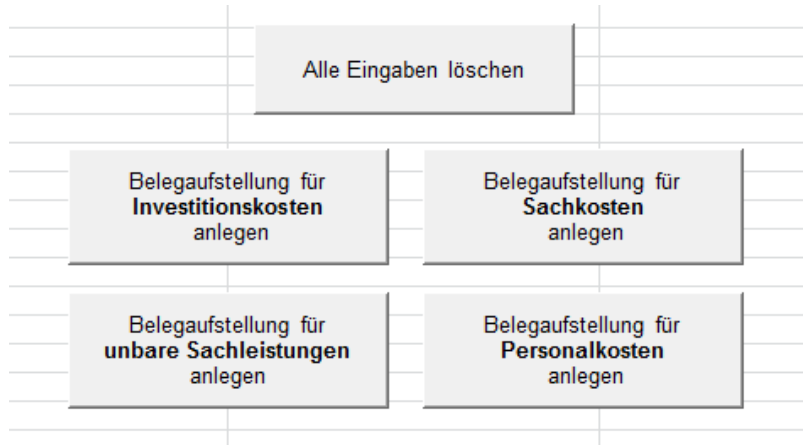 Alle Eingaben löschen
Belegaufstellung für
Investitionskosten
anlegen
Belegaufstellung für
Sachkosten
anlegen
Belegaufstellung für
unbare Sachleistungen
anlegen
Belegaufstellung für
Personalkosten
anlegen